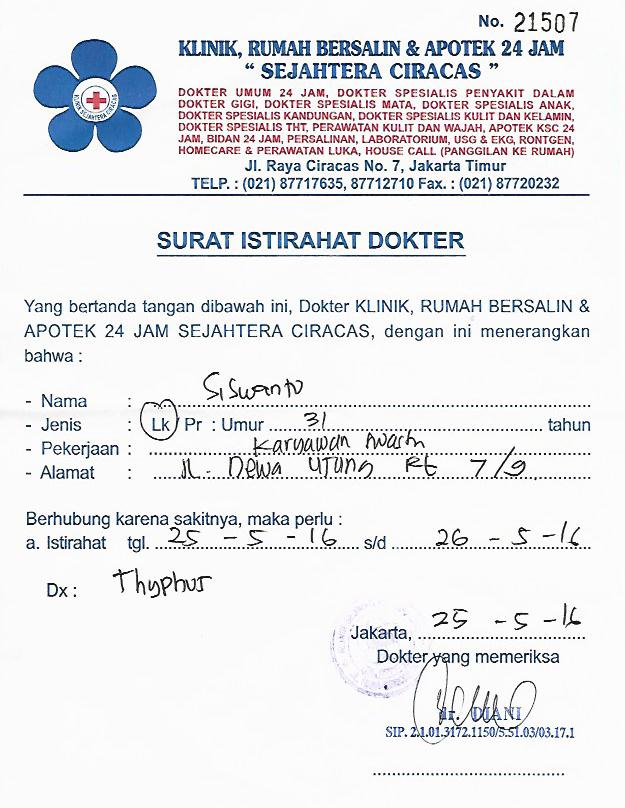 No. 21507
KLINIK, RUMAH BERSALIN & APOTEK 24 JAM
“ SEJAHTERA CIRACAS ”
DOKTER UMUM 24 JAM, DOKTER SPESIALIS PENYAKIT DALAM
DOKTER GIGI, DOKTER SPESIALIS MATA, DOKTER SPESIALIS ANAK,
DOKTER SPESIALIS KANDUNGAN, DOKTER SPESIALIS KULIT DAN KELAMIN,
DOKTER SPESIALIS THT, PERAWATAN KULIT DAN WAJAH, APOTEK KSC 24
JAM, BIDAN 24 JAM, PERSALINAN, LABORATORIUM, USG & EKG, RONTGEN,
HOMECARE & PERAWATAN LUKA, HOUSE CALL (PANGGILAN KE RUMAH)
Jl. Raya Ciracas No. 7, Jakarta Timur
TELP. : (021) 87717635, 87712710 Fax. : (021) 87720232
KLINIK SEJAHTERA CIRACAS
SURAT ISTIRAHAT DOKTER
Yang bertanda tangan dibawah ini, Dokter KLINIK, RUMAH BERSALIN &
APOTEK 24 JAM SEJAHTERA CIRACAS, dengan ini menerangkan
bahwa :
- Nama : Siswanto
- Jenis : Lk / Pr : Umur 31 tahun
- Pekerjaan : Karyawan
- Alamat : Jl. Dewa Ujung Rt 7/9
Berhubung karena sakitnya, maka perlu :
a. Istirahat tgl. 25 - 5 - 16 s/d 26 - 5 - 16
Dx : Thyphus
Jakarta, 25 - 5 - 16
Dokter yang memeriksa
dr. DIANI
SIP. 2.1.01.3172.1150/5.51.03/03.17.1